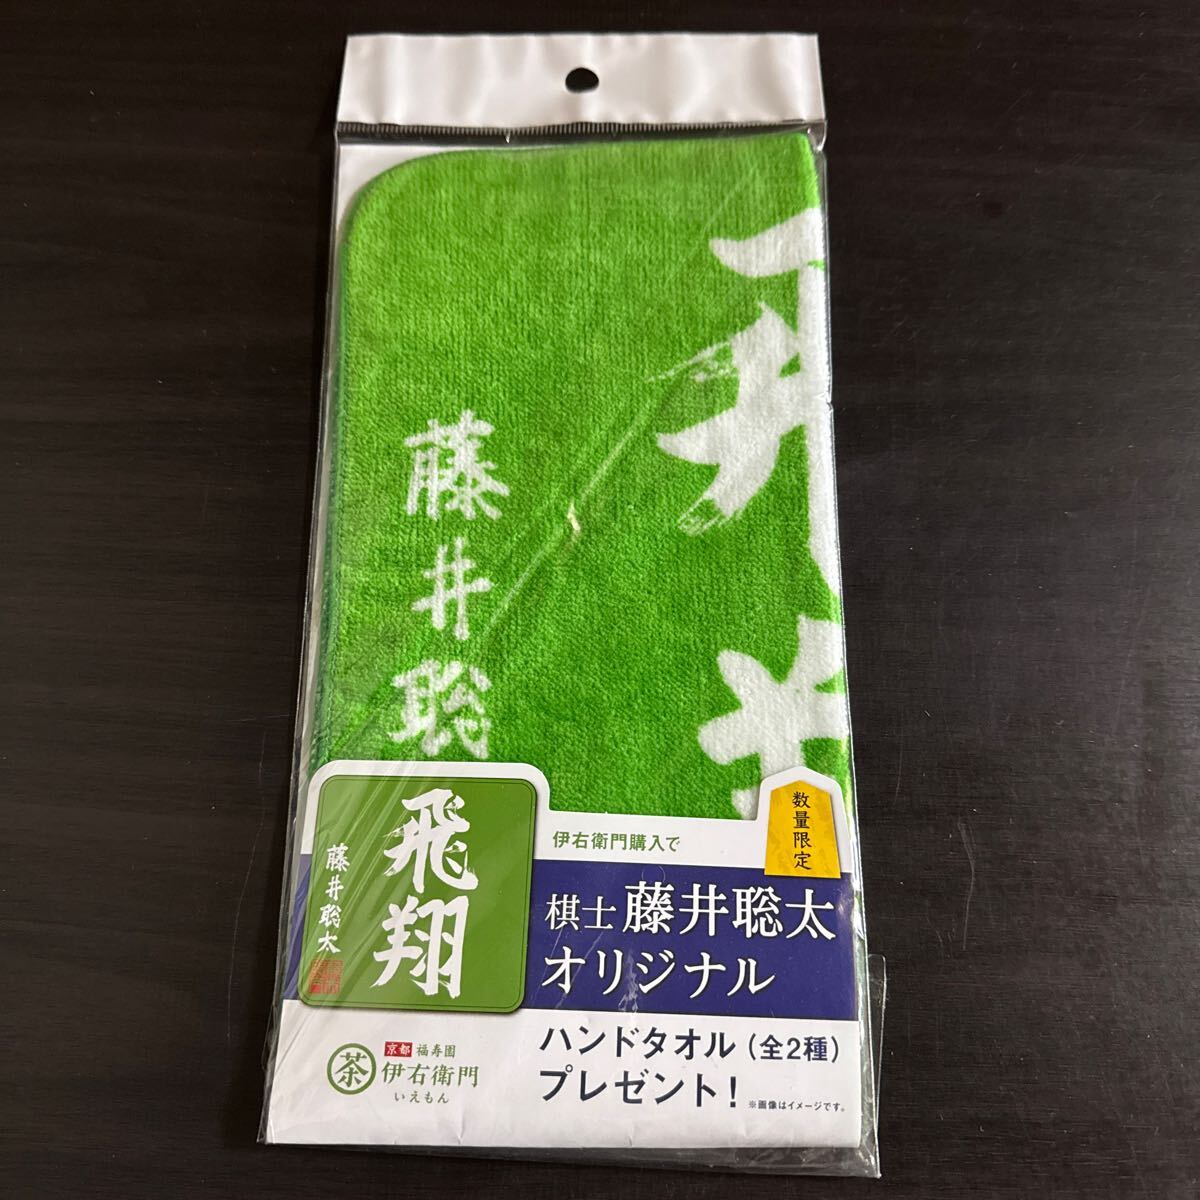 藤井聡
飛翔
藤井聡太
数量限定
伊右衛門購入で
棋士 藤井聡太
オリジナル
ハンドタオル（全2種）
プレゼント！
※画像はイメージです。
京都 福寿園
茶 伊右衛門
いえもん